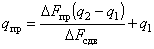 q_пр = ΔF_пр(q_2 − q_1) / ΔF_сдв + q_1